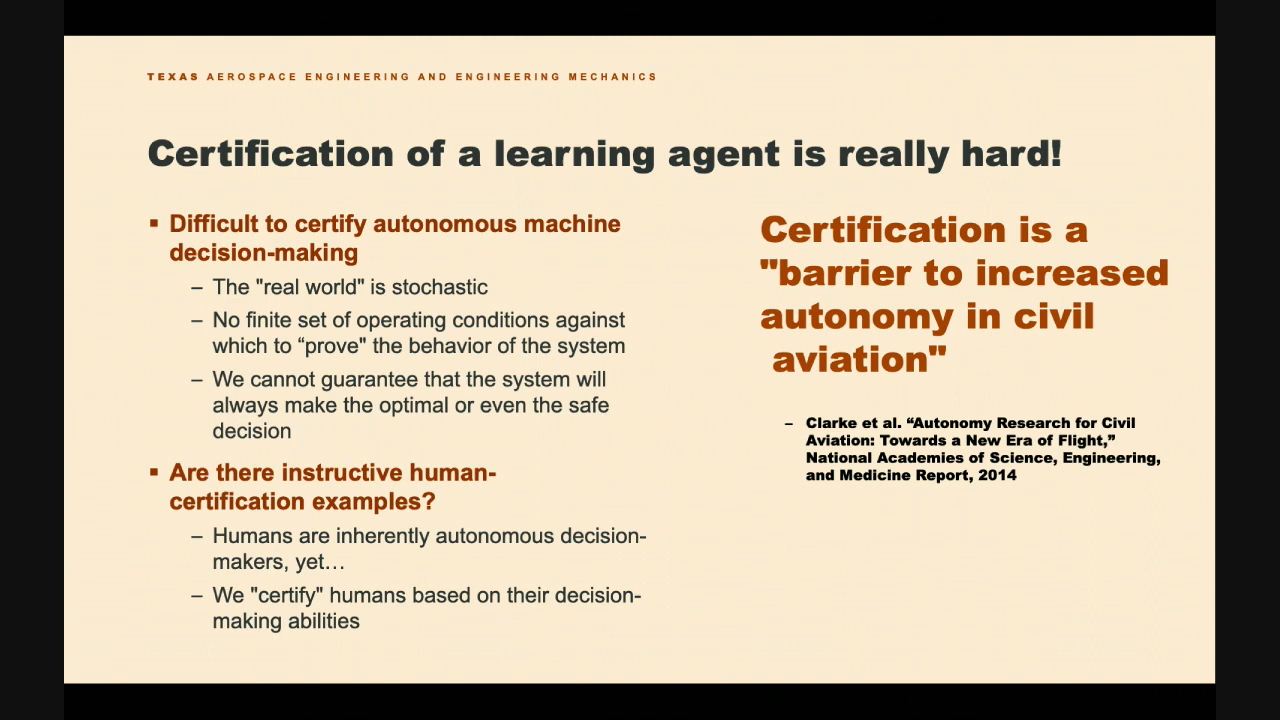 TEXAS AEROSPACE ENGINEERING AND ENGINEERING MECHANICS
Certification of a learning agent is really hard!
▪ Difficult to certify autonomous machine
decision-making
– The "real world" is stochastic
– No finite set of operating conditions against
which to “prove" the behavior of the system
– We cannot guarantee that the system will
always make the optimal or even the safe
decision
▪ Are there instructive human-
certification examples?
– Humans are inherently autonomous decision-
makers, yet…
– We "certify" humans based on their decision-
making abilities
Certification is a
"barrier to increased
autonomy in civil
aviation"
– Clarke et al. “Autonomy Research for Civil
Aviation: Towards a New Era of Flight,”
National Academies of Science, Engineering,
and Medicine Report, 2014